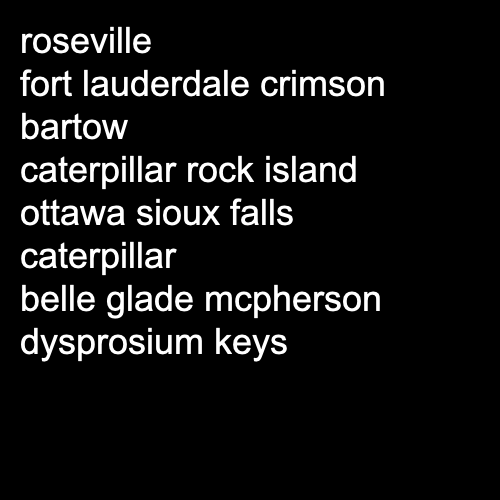 roseville
fort lauderdale crimson
bartow
caterpillar rock island
ottawa sioux falls
caterpillar
belle glade mcpherson
dysprosium keys